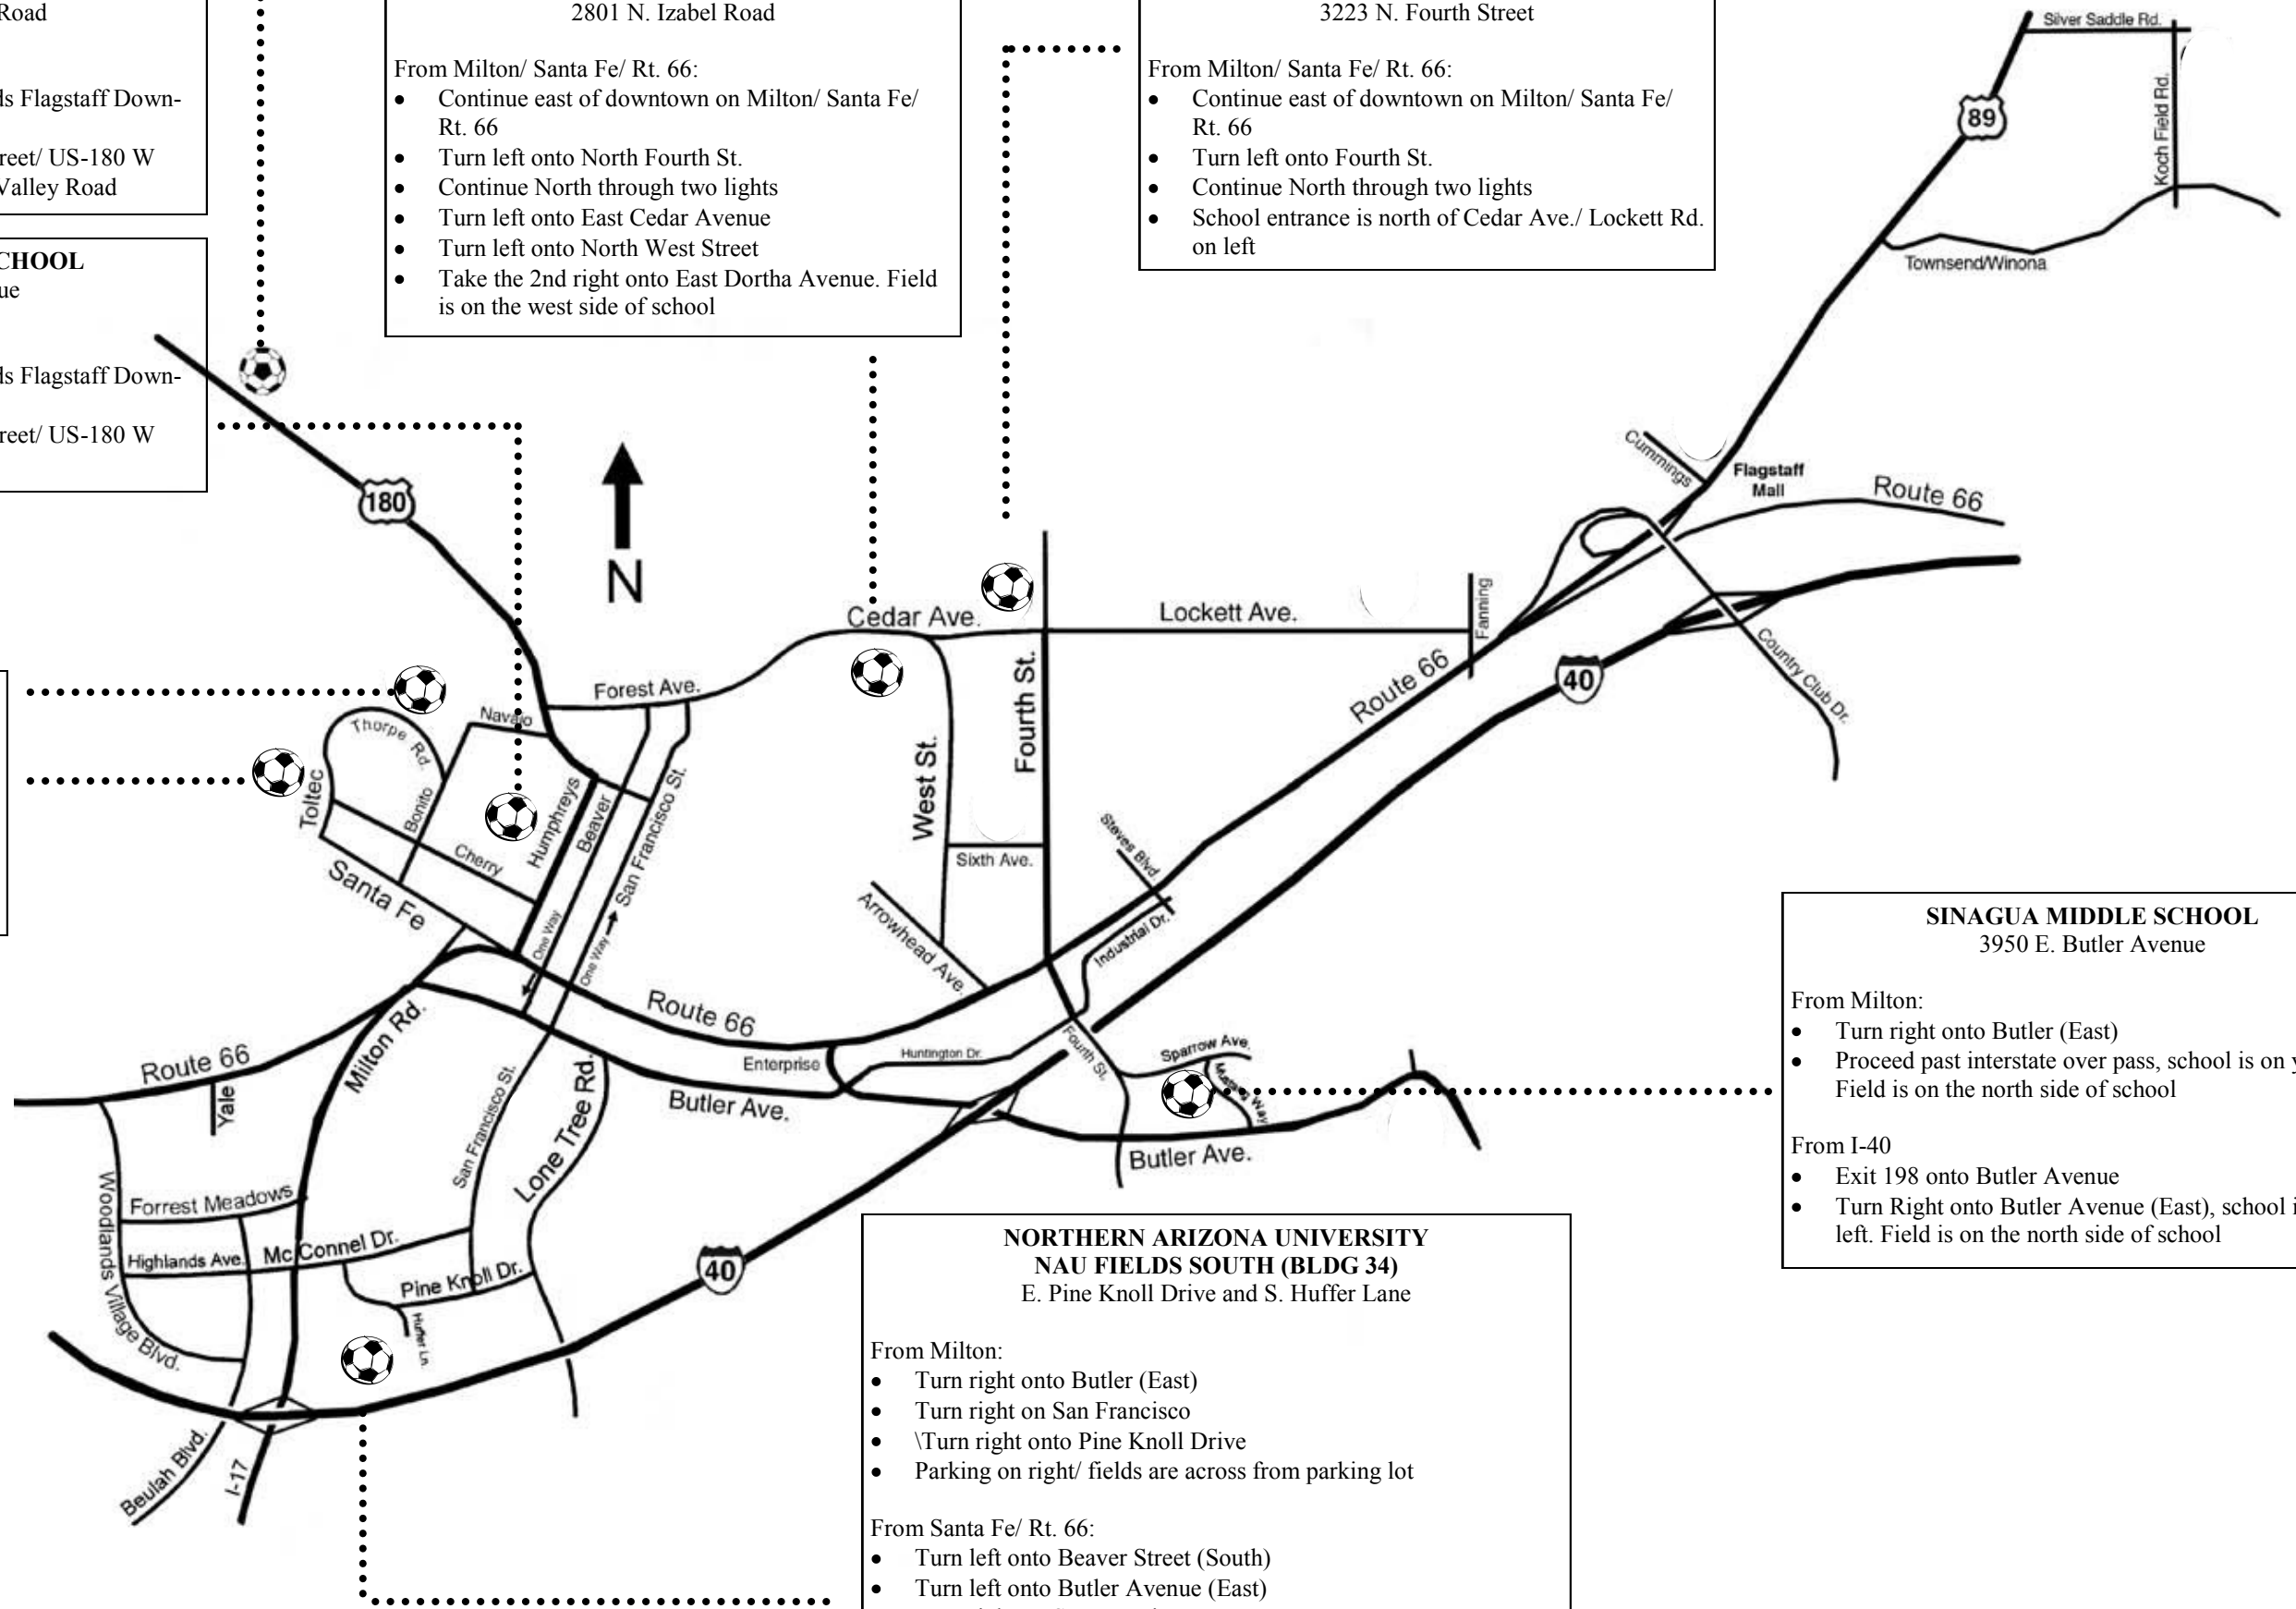 Road
ds Flagstaff Down-
reet/ US-180 W
Valley Road
CHOOL
ue
ds Flagstaff Down-
reet/ US-180 W
2801 N. Izabel Road
From Milton/ Santa Fe/ Rt. 66:
• Continue east of downtown on Milton/ Santa Fe/
Rt. 66
• Turn left onto North Fourth St.
• Continue North through two lights
• Turn left onto East Cedar Avenue
• Turn left onto North West Street
• Take the 2nd right onto East Dortha Avenue. Field
is on the west side of school
3223 N. Fourth Street
From Milton/ Santa Fe/ Rt. 66:
• Continue east of downtown on Milton/ Santa Fe/
Rt. 66
• Turn left onto Fourth St.
• Continue North through two lights
• School entrance is north of Cedar Ave./ Lockett Rd.
on left
Silver Saddle Rd.
89
Koch Field Rd.
Townsend/Winona
Cummings
Flagstaff
Mall
Route 66
180
N
Cedar Ave.
Lockett Ave.
Fanning
Route 66
40
Country Club Dr.
Forest Ave.
Navajo
Thorpe Rd.
Toltec
Bonito
Cherry
Humphreys
Beaver
San Francisco St.
One Way
One Way
Santa Fe
West St.
Fourth St.
Sixth Ave.
Steves Blvd.
Industrial Dr.
Arrowhead Ave.
Route 66
Enterprise
Huntington Dr.
Fourth St.
Sparrow Ave.
Mustang Way
Butler Ave.
Butler Ave.
Route 66
Yale
Milton Rd.
San Francisco St.
Lone Tree Rd.
Woodlands Village Blvd.
Forrest Meadows
Highlands Ave.
Mc Connel Dr.
Pine Knoll Dr.
Huffer Ln.
40
Beulah Blvd.
I-17
SINAGUA MIDDLE SCHOOL
3950 E. Butler Avenue
From Milton:
• Turn right onto Butler (East)
• Proceed past interstate over pass, school is on y
Field is on the north side of school
From I-40
• Exit 198 onto Butler Avenue
• Turn Right onto Butler Avenue (East), school i
left. Field is on the north side of school
NORTHERN ARIZONA UNIVERSITY
NAU FIELDS SOUTH (BLDG 34)
E. Pine Knoll Drive and S. Huffer Lane
From Milton:
• Turn right onto Butler (East)
• Turn right on San Francisco
• \Turn right onto Pine Knoll Drive
• Parking on right/ fields are across from parking lot
From Santa Fe/ Rt. 66:
• Turn left onto Beaver Street (South)
• Turn left onto Butler Avenue (East)